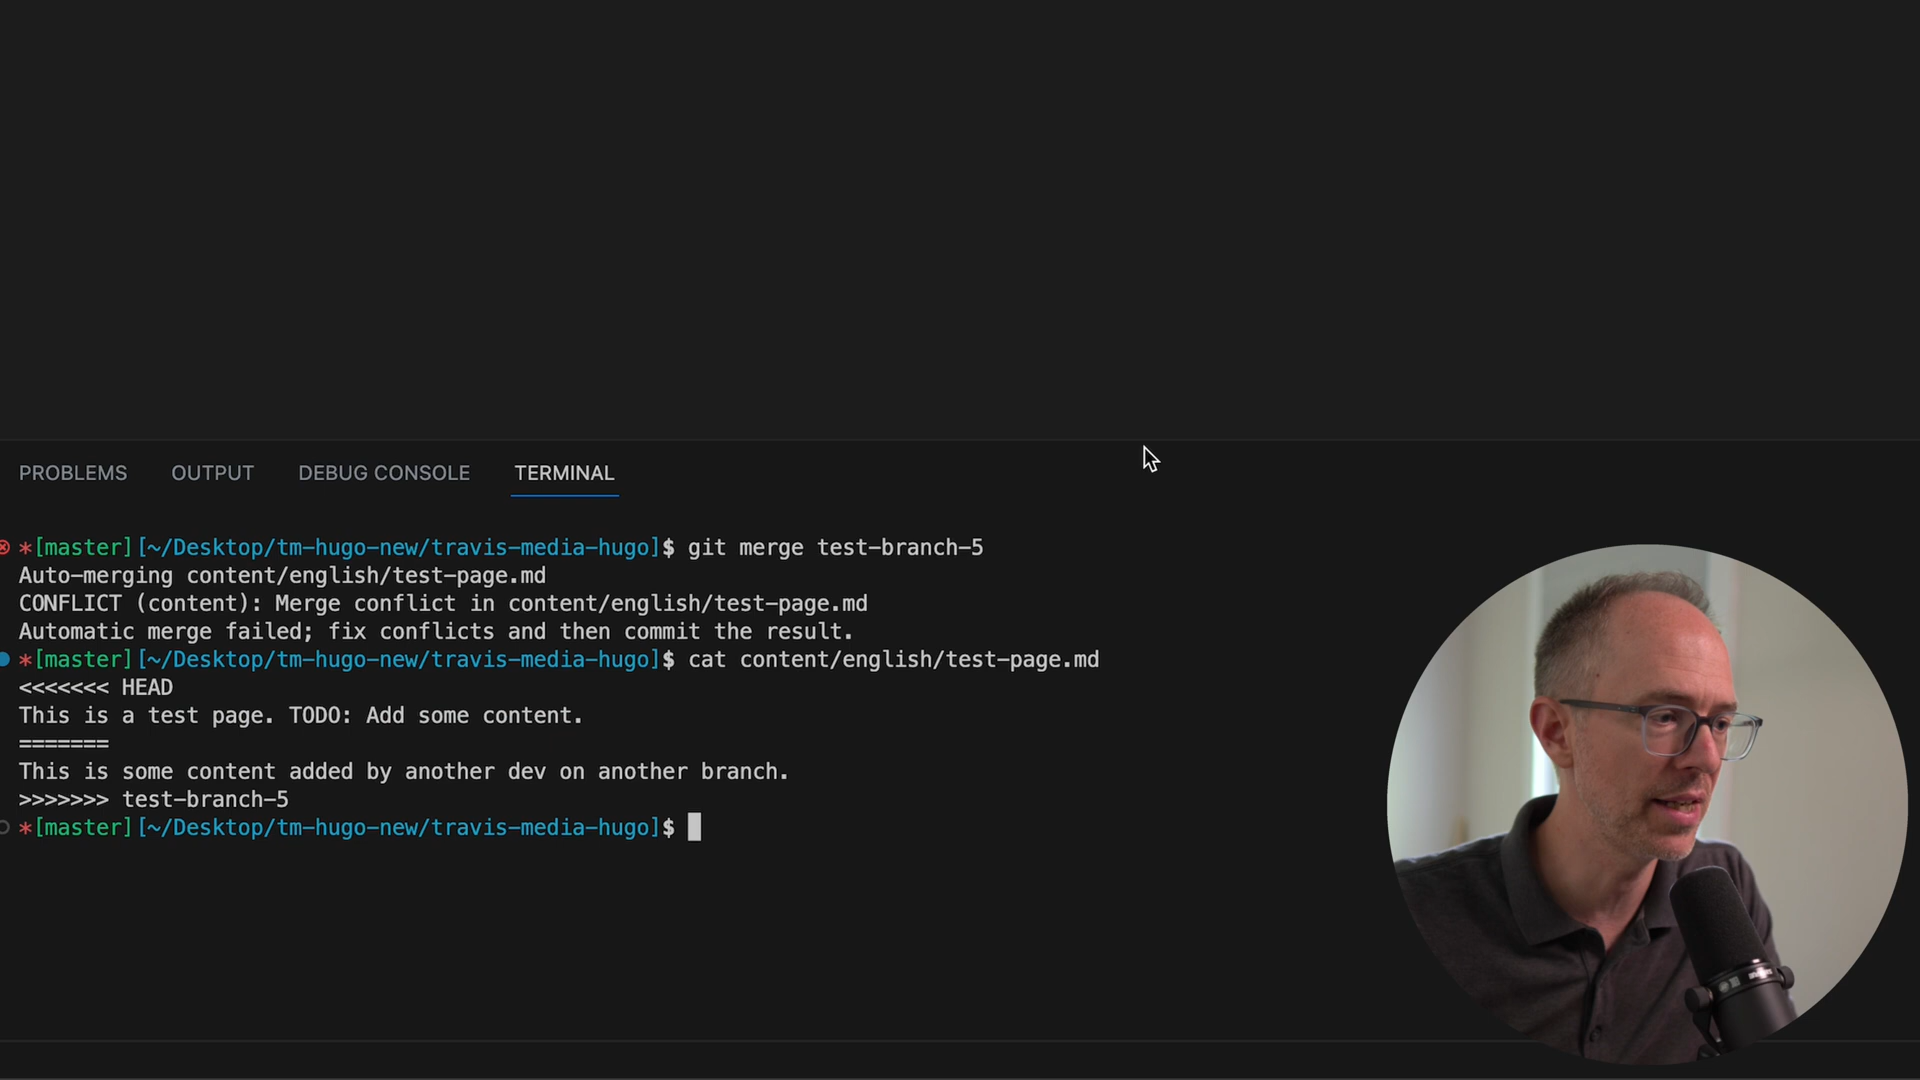 PROBLEMS OUTPUT DEBUG CONSOLE TERMINAL
*[master][~/Desktop/tm-hugo-new/travis-media-hugo]$ git merge test-branch-5
Auto-merging content/english/test-page.md
CONFLICT (content): Merge conflict in content/english/test-page.md
Automatic merge failed; fix conflicts and then commit the result.
*[master][~/Desktop/tm-hugo-new/travis-media-hugo]$ cat content/english/test-page.md
<<<<<<< HEAD
This is a test page. TODO: Add some content.
=======
This is some content added by another dev on another branch.
>>>>>>> test-branch-5
*[master][~/Desktop/tm-hugo-new/travis-media-hugo]$